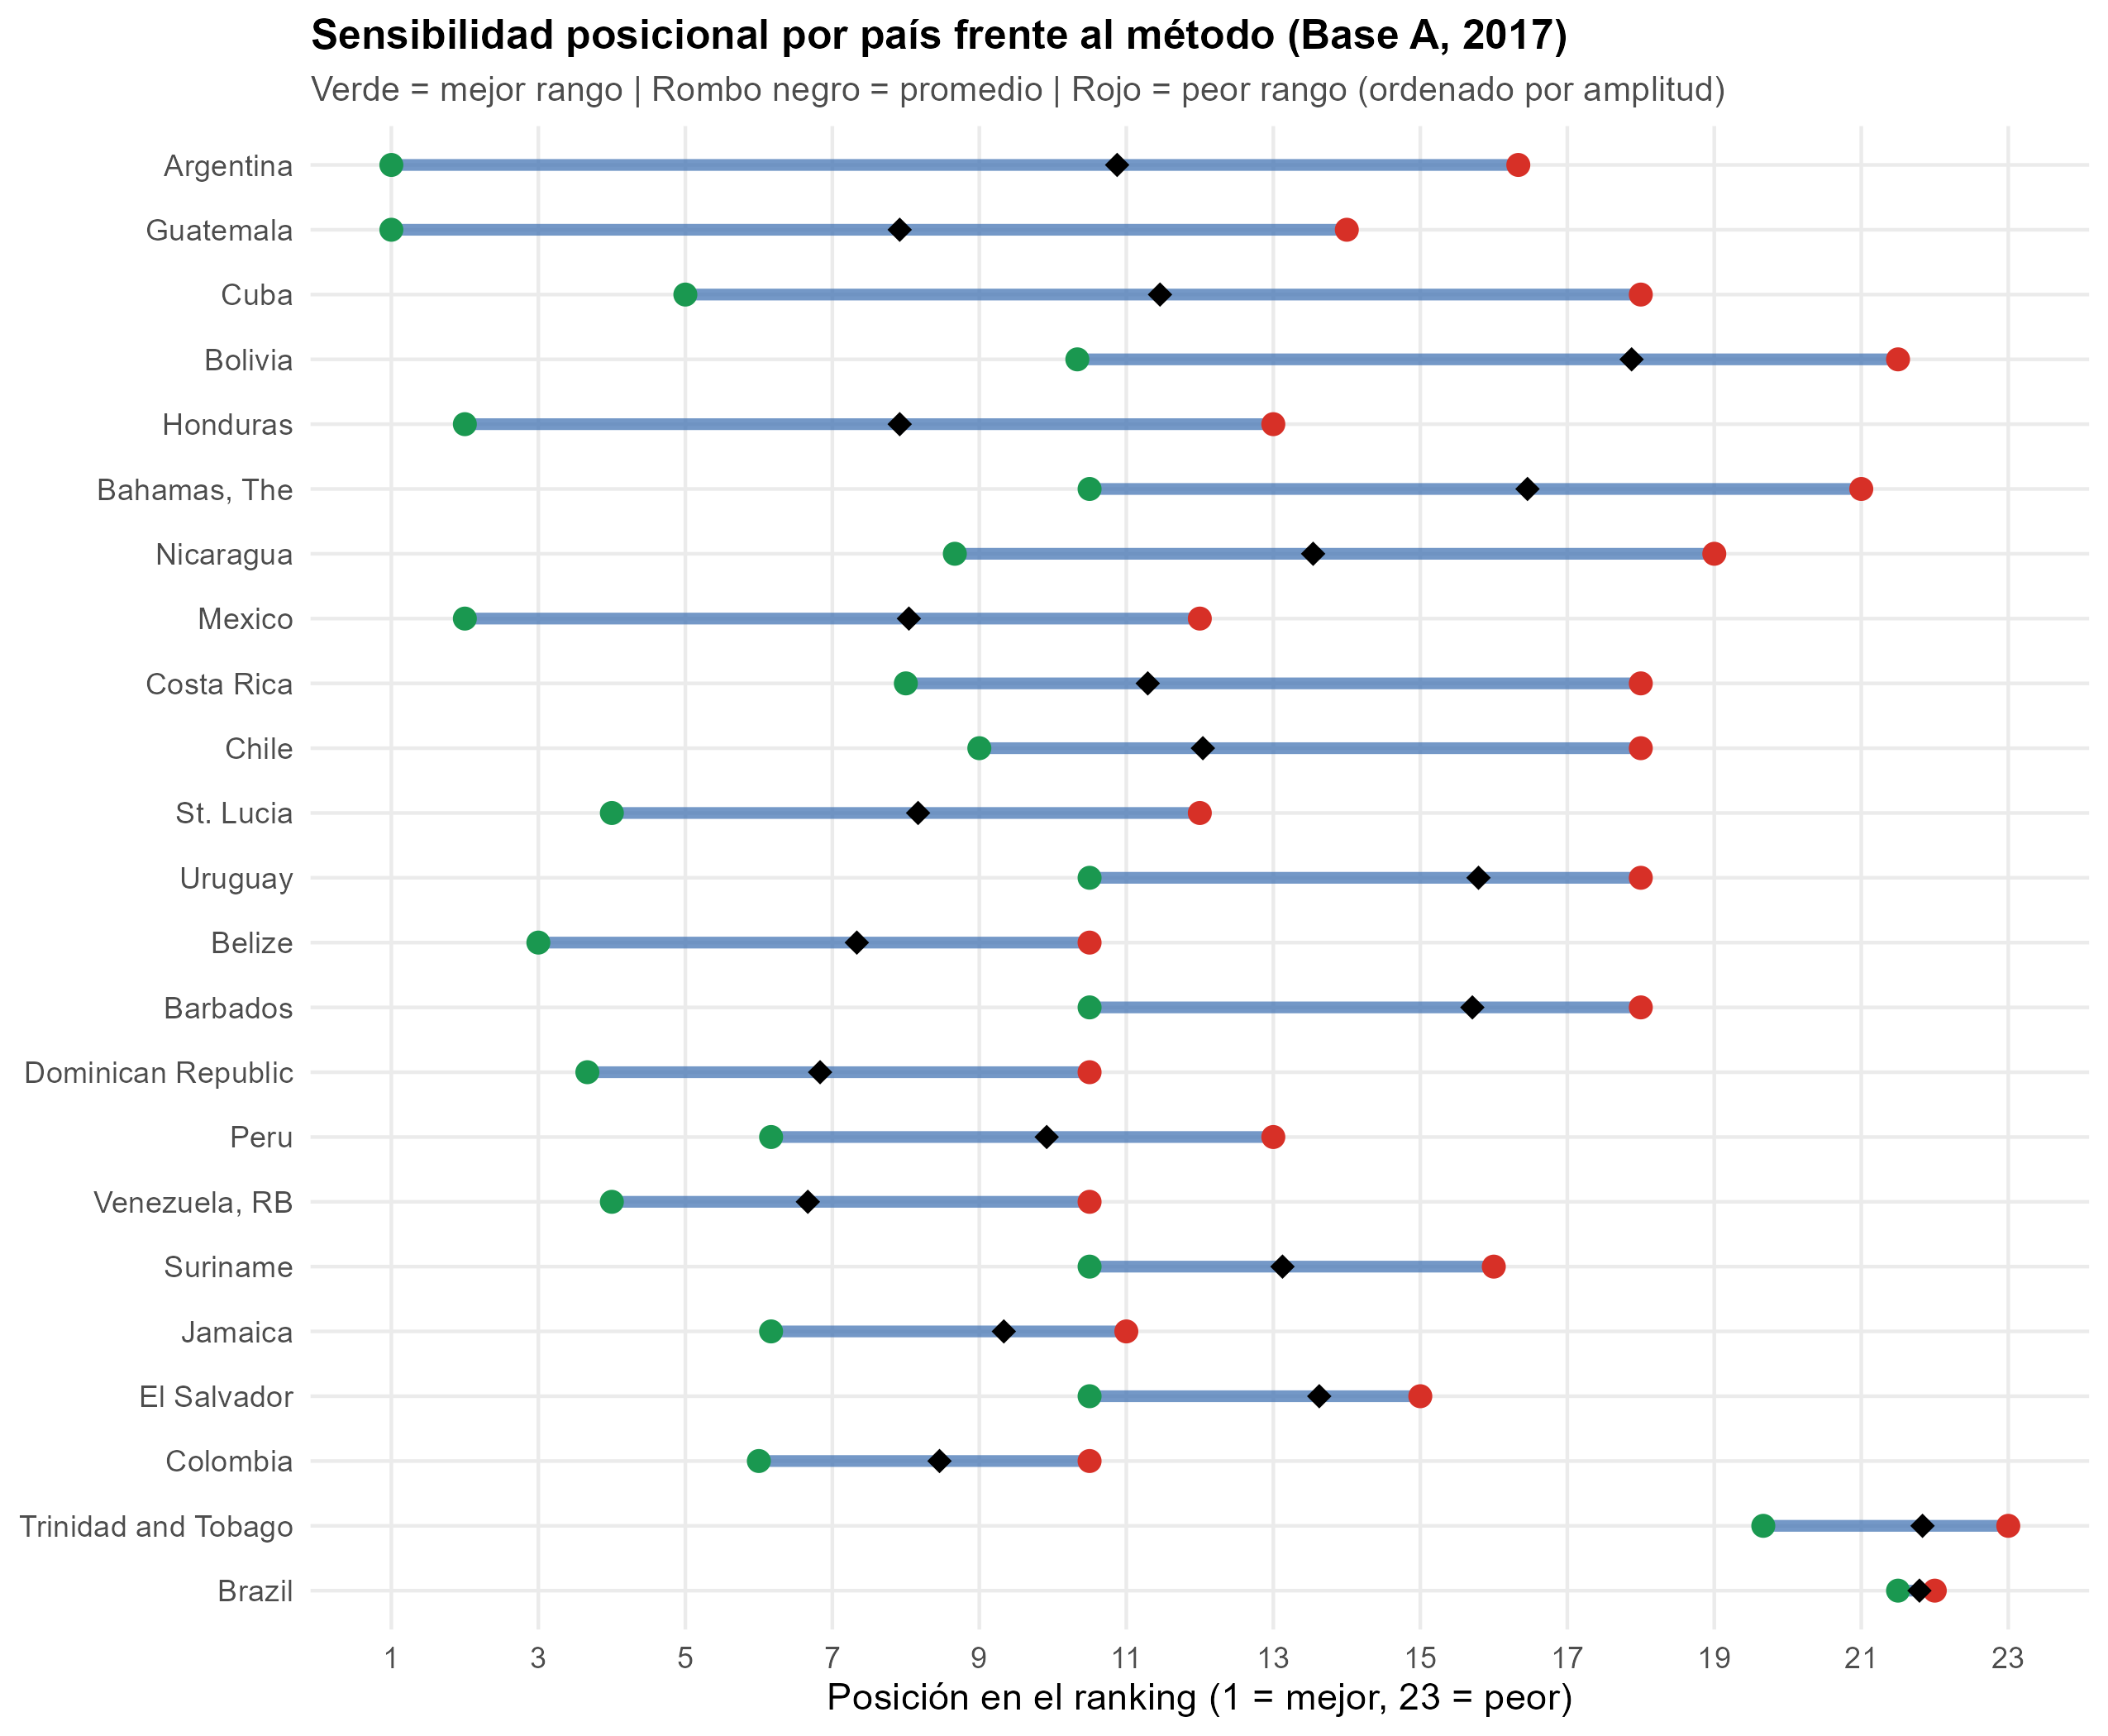 Sensibilidad posicional por país frente al método (Base A, 2017)
Verde = mejor rango | Rombo negro = promedio | Rojo = peor rango (ordenado por amplitud)
Argentina
Guatemala
Cuba
Bolivia
Honduras
Bahamas, The
Nicaragua
Mexico
Costa Rica
Chile
St. Lucia
Uruguay
Belize
Barbados
Dominican Republic
Peru
Venezuela, RB
Suriname
Jamaica
El Salvador
Colombia
Trinidad and Tobago
Brazil
1 3 5 7 9 11 13 15 17 19 21 23
Posición en el ranking (1 = mejor, 23 = peor)